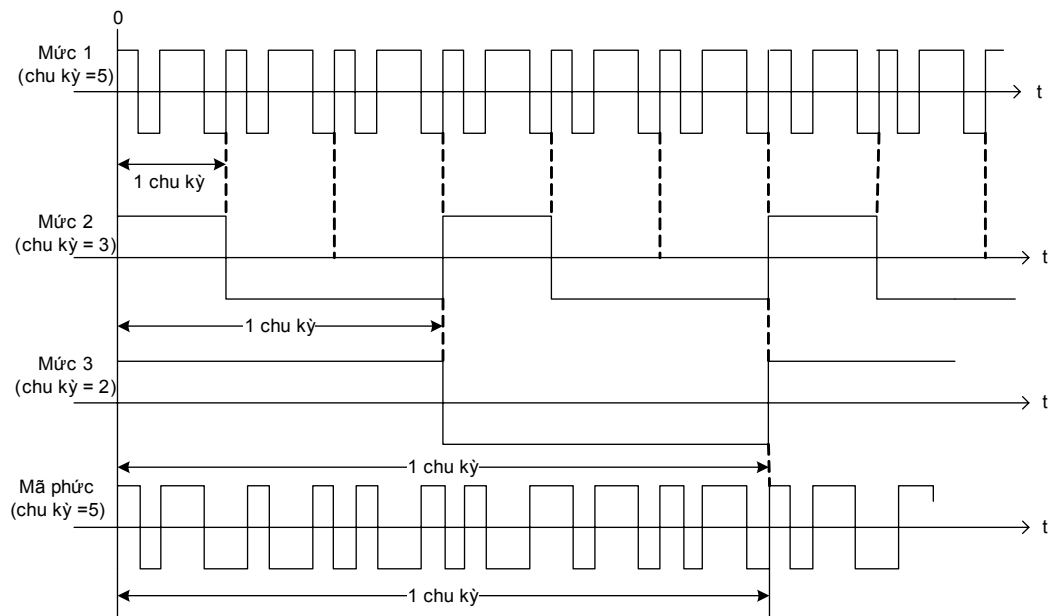 0
Mức 1
(chu kỳ =5)
t
1 chu kỳ
Mức 2
(chu kỳ = 3)
t
1 chu kỳ
Mức 3
(chu kỳ = 2)
t
1 chu kỳ
Mã phức
(chu kỳ =5)
t
1 chu kỳ